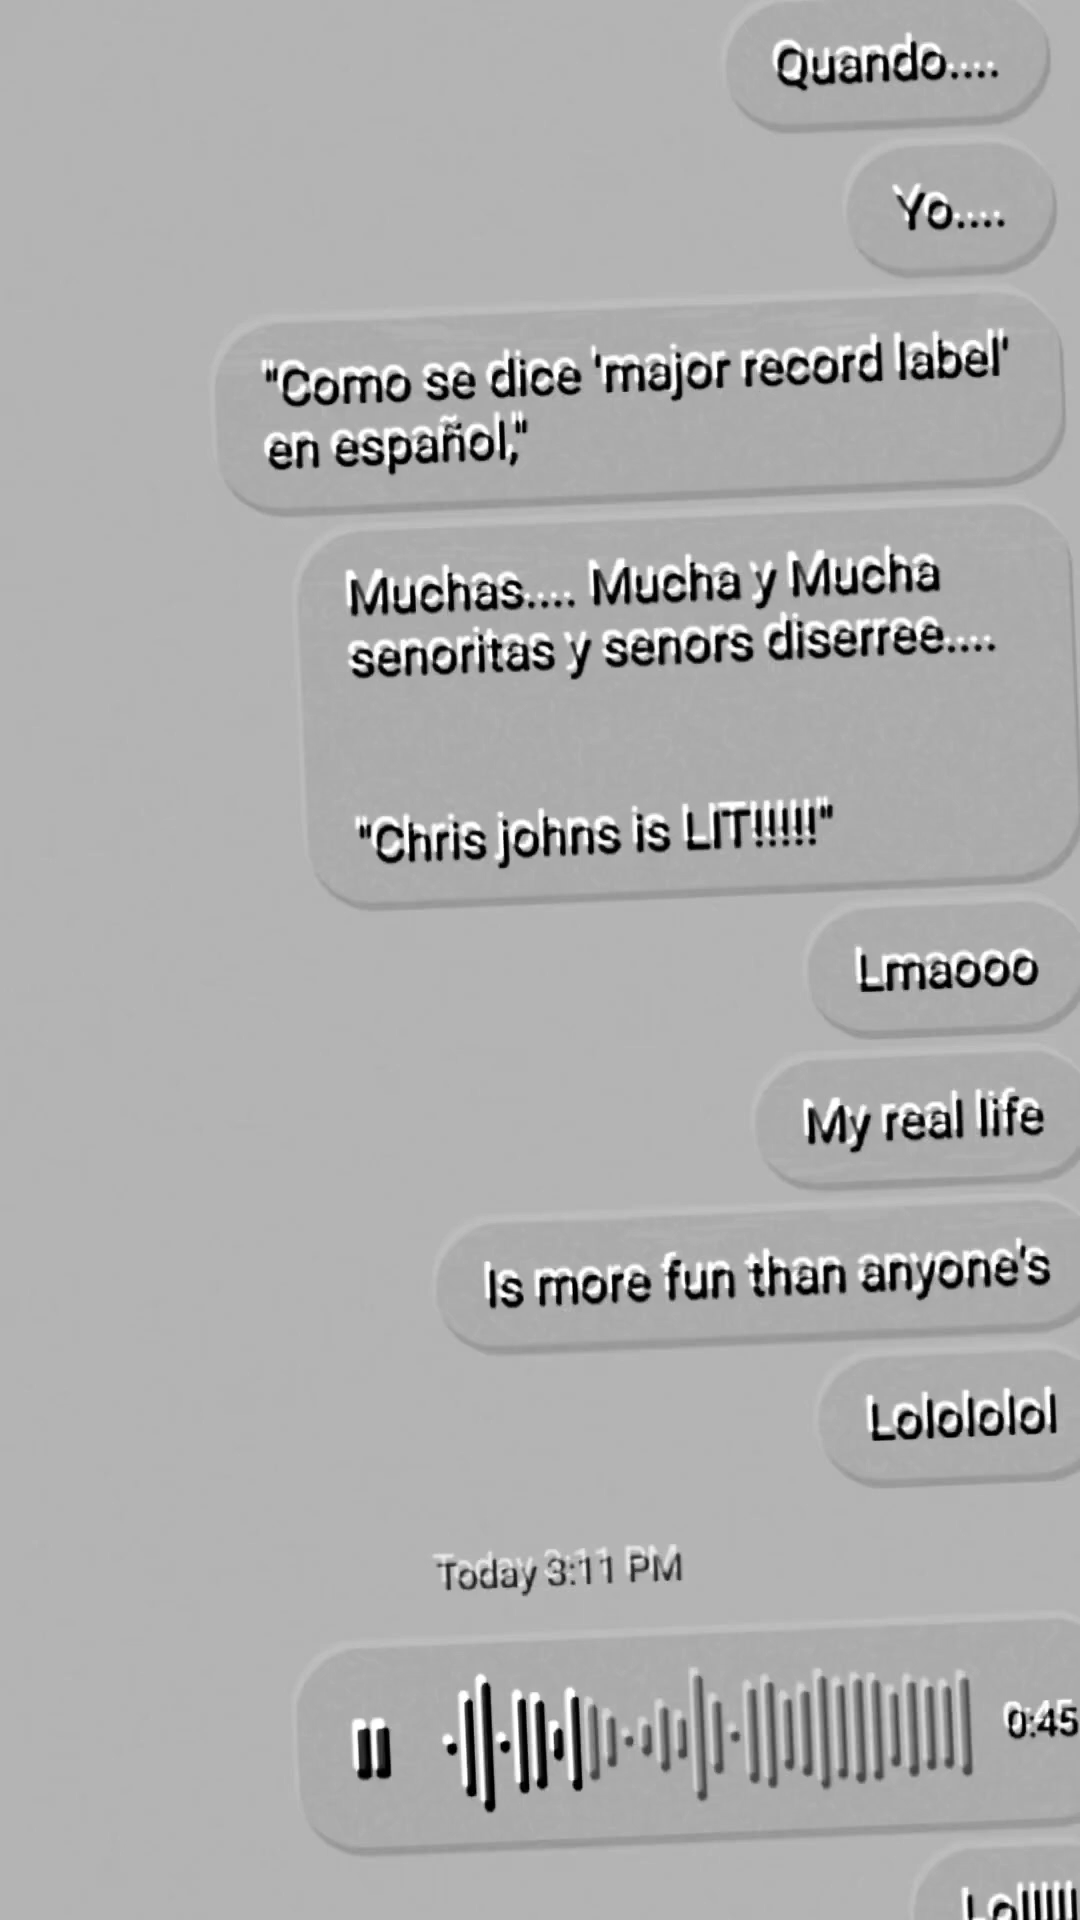 Quando....
Yo....
"Como se dice 'major record label'
en español,"
Muchas.... Mucha y Mucha
senoritas y senors diserree....
"Chris johns is LIT!!!!!"
Lmaooo
My real life
Is more fun than anyone's
Lolololol
Today 3:11 PM
0:45